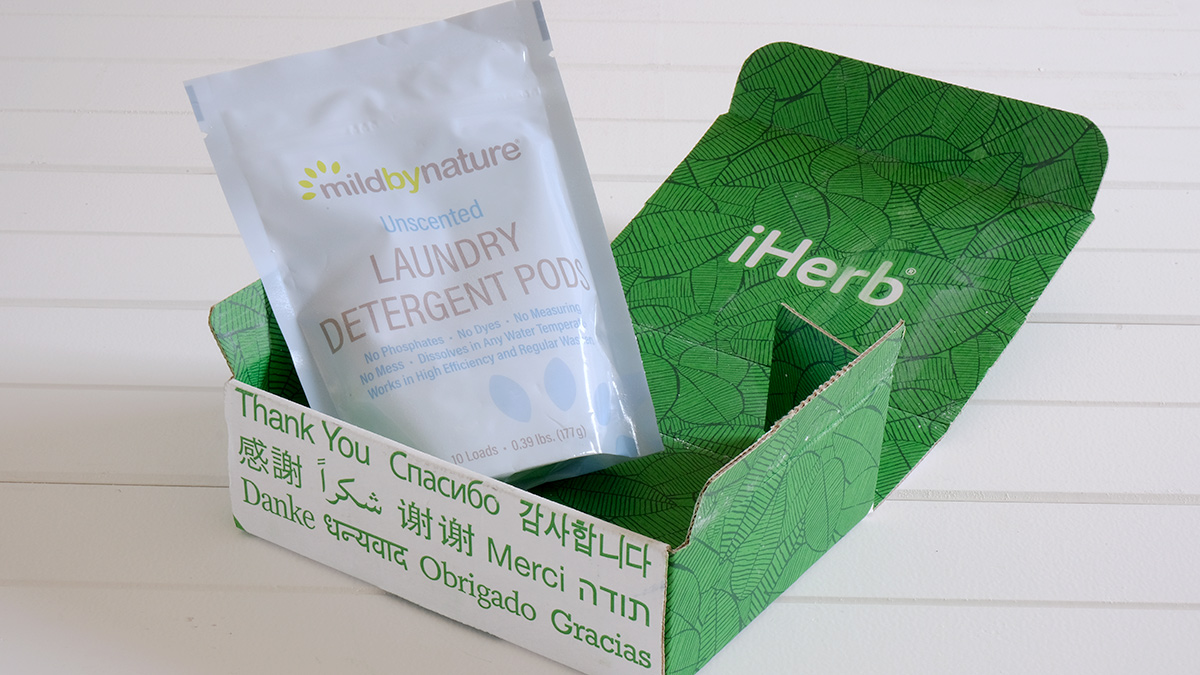 mildbynature®
Unscented
LAUNDRY
DETERGENT PODS
No Phosphates • No Dyes • No Measuring
No Mess • Dissolves in Any Water
Works in High Efficiency and Regular
10 Loads • 0.39 lbs. (177g)
iHerb®
Thank You Спасибо 감사합니다
感謝 شكراً 谢谢 Merci תודה
Danke धन्यवाद Obrigado Gracias